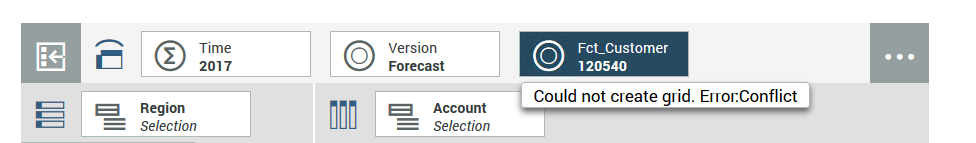 Time
2017
Version
Forecast
Fct_Customer
120540
Could not create grid. Error:Conflict
Region
Selection
Account
Selection